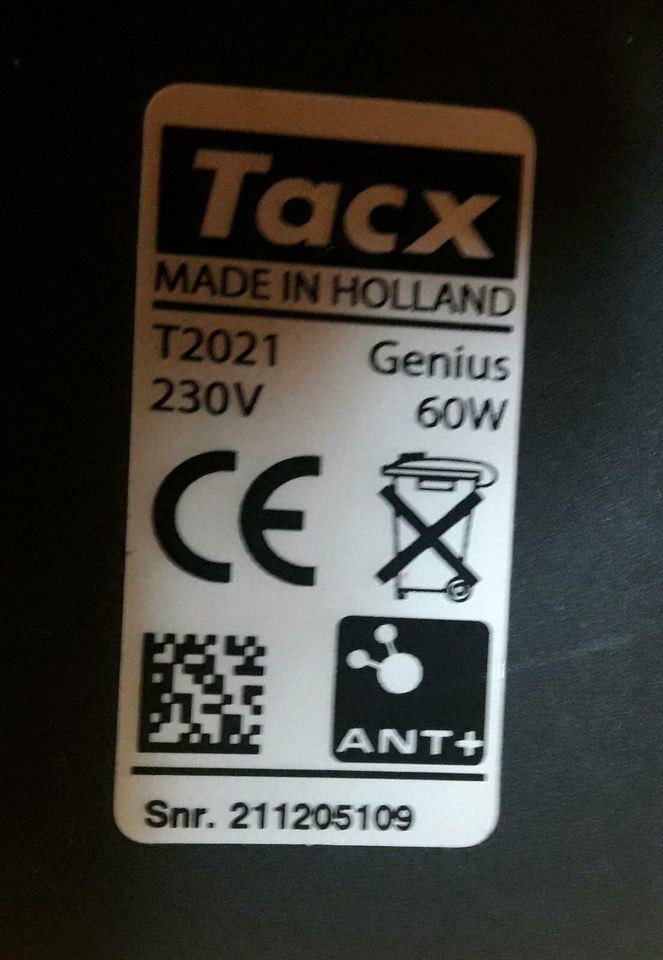 Tacx
MADE IN HOLLAND
T2021 Genius
230V 60W
CE
ANT+
Snr. 211205109